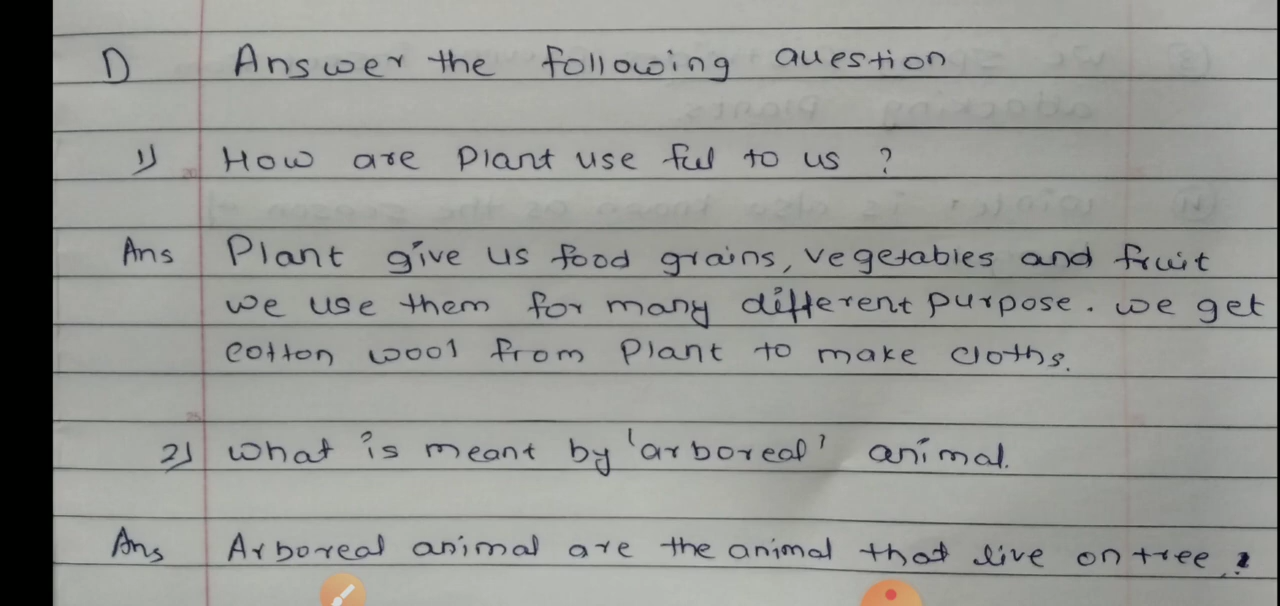 D Answer the following question
1) How are Plant use ful to us ?
Ans Plant give us food grains, vegetables and fruit
we use them for many different purpose. we get
cotton wool from Plant to make cloths.
2) what is meant by 'arboreal' animal.
Ans Arboreal animal are the animal that live on tree.